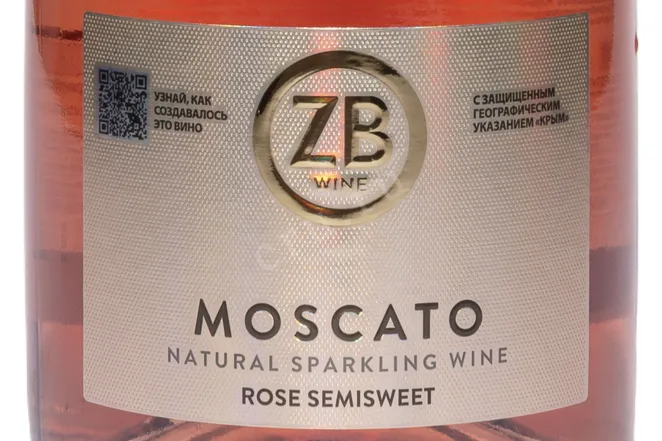 УЗНАЙ, КАК
СОЗДАВАЛОСЬ
ЭТО ВИНО
ZB
WINE
С ЗАЩИЩЕННЫМ
ГЕОГРАФИЧЕСКИМ
УКАЗАНИЕМ «КРЫМ»
MOSCATO
NATURAL SPARKLING WINE
ROSE SEMISWEET